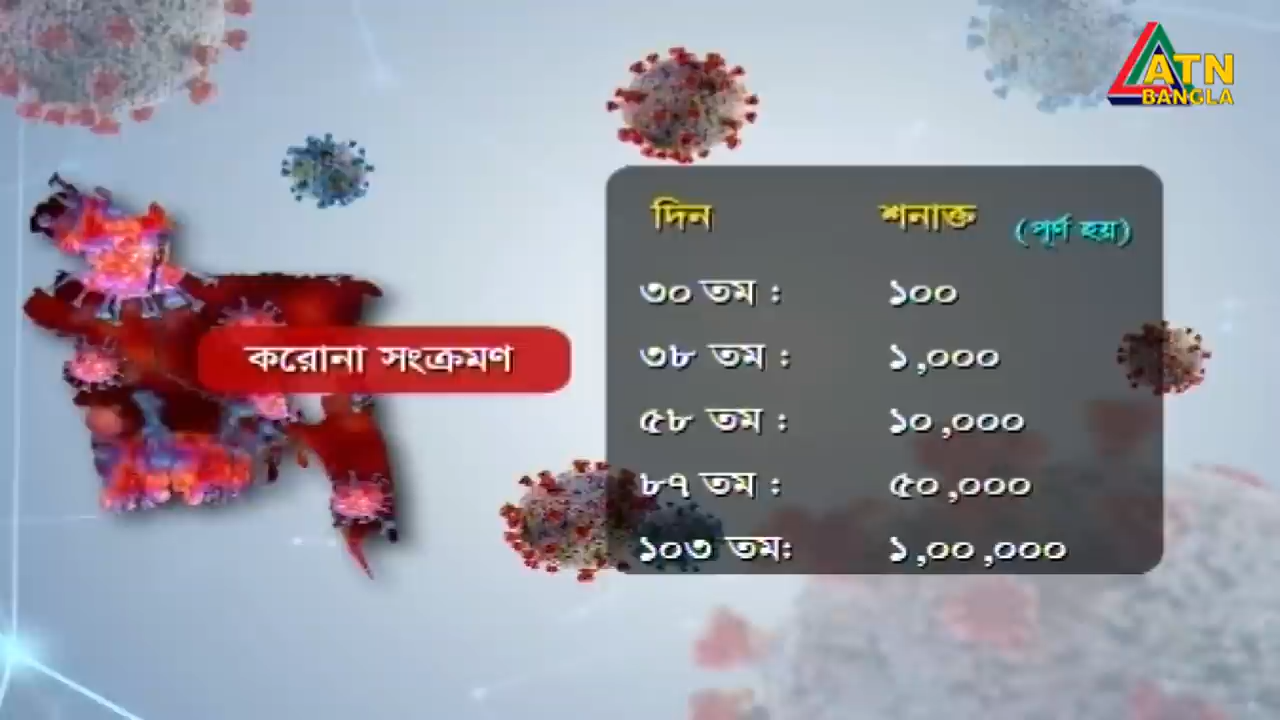 ATN
BANGLA
দিন শনাক্ত (পূর্ণ হয়)
৩০ তম : ১০০
করোনা সংক্রমণ
৩৮ তম : ১,০০০
৫৮ তম : ১০,০০০
৮৭ তম : ৫০,০০০
১০৩ তম: ১,০০,০০০